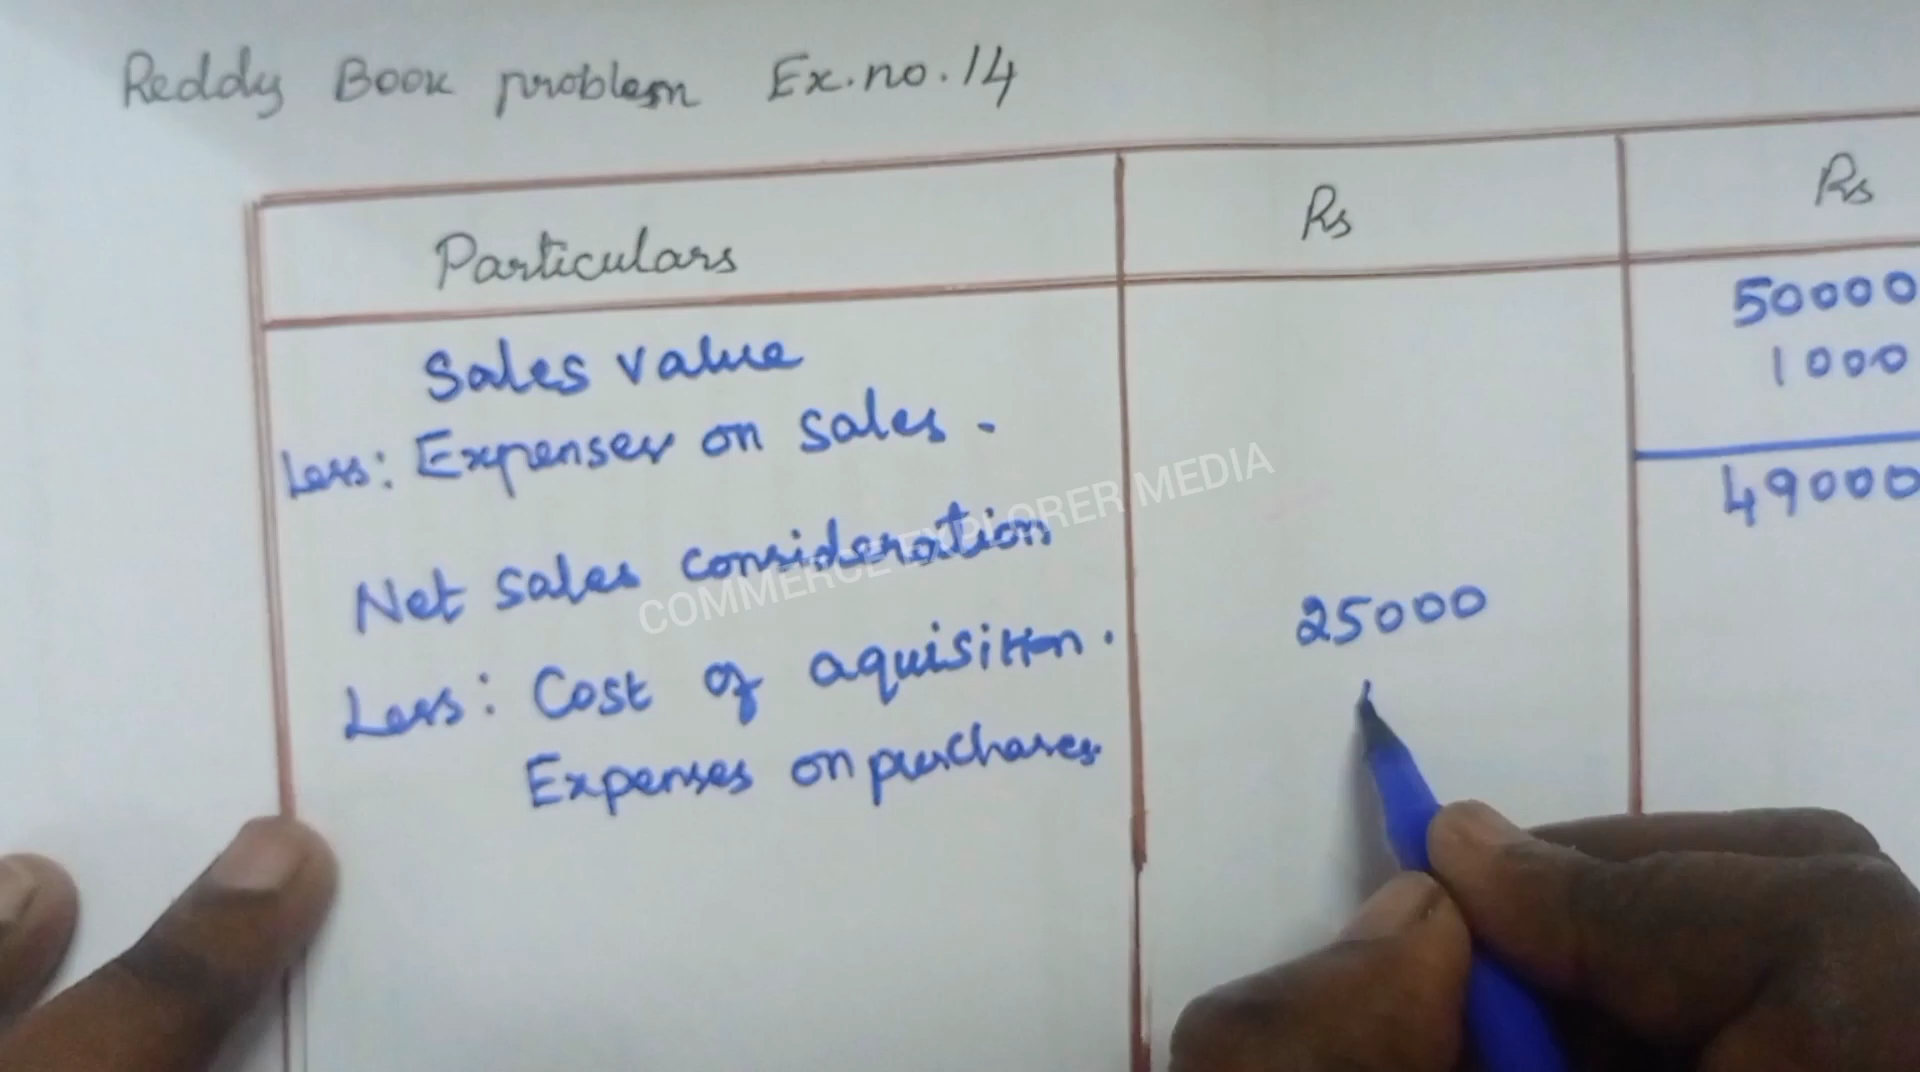 Reddy Book problem Ex.no.14
Particulars Rs Rs
Sales value 50000
Less: Expenses on sales. 1000
49000
Net sales consideration
COMMERCE EXPLORER MEDIA
Less: Cost of aquisition. 25000
Expenses on purchases